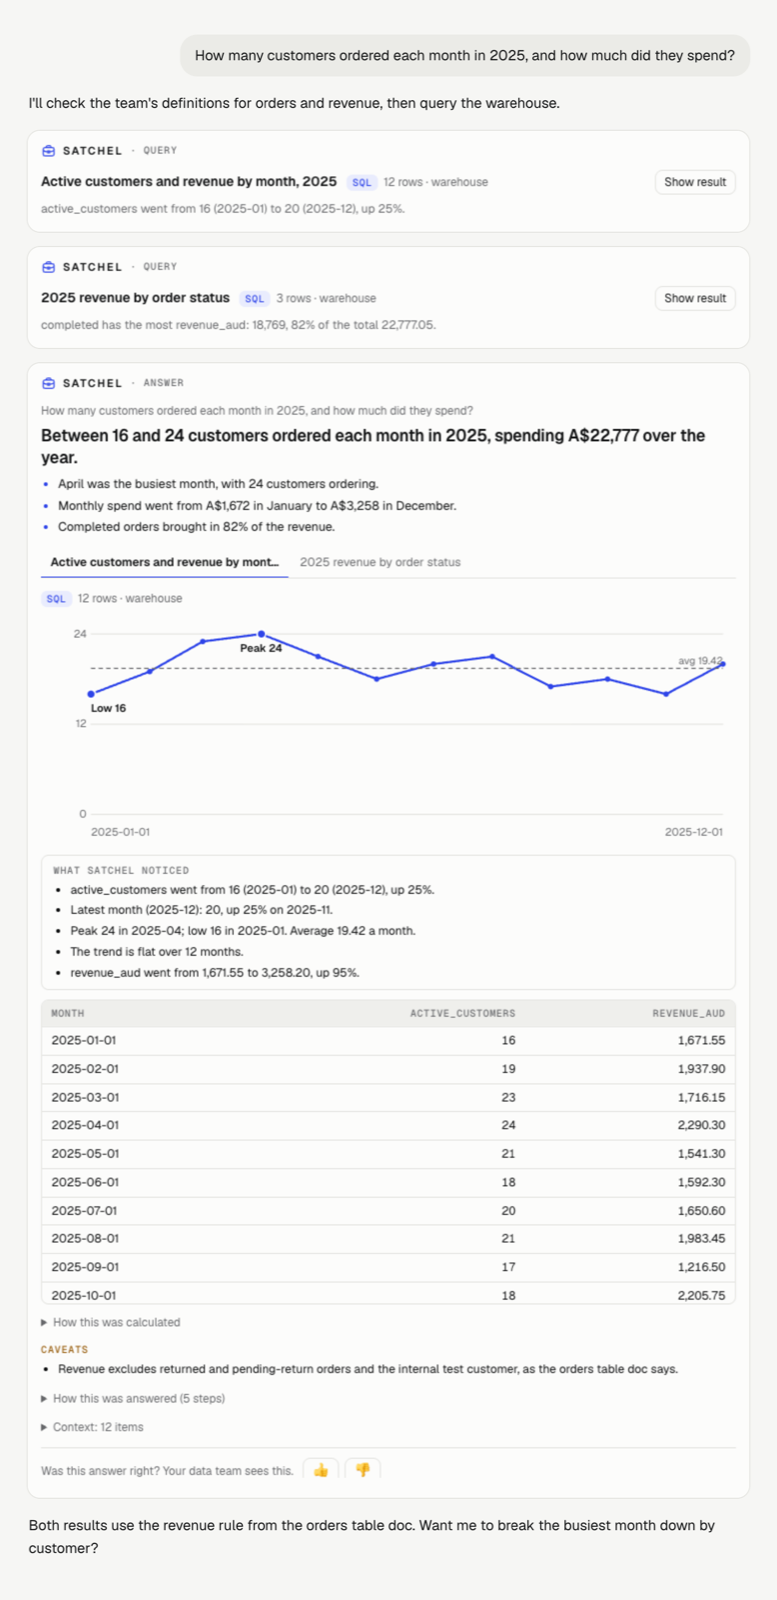 How many customers ordered each month in 2025, and how much did they spend?
I'll check the team's definitions for orders and revenue, then query the warehouse.
SATCHEL · QUERY
Active customers and revenue by month, 2025 SQL 12 rows · warehouse Show result
active_customers went from 16 (2025-01) to 20 (2025-12), up 25%.
SATCHEL · QUERY
2025 revenue by order status SQL 3 rows · warehouse Show result
completed has the most revenue_aud: 18,769, 82% of the total 22,777.05.
SATCHEL · ANSWER
How many customers ordered each month in 2025, and how much did they spend?
Between 16 and 24 customers ordered each month in 2025, spending A$22,777 over the
year.
• April was the busiest month, with 24 customers ordering.
• Monthly spend went from A$1,672 in January to A$3,258 in December.
• Completed orders brought in 82% of the revenue.
Active customers and revenue by mont... 2025 revenue by order status
SQL 12 rows · warehouse
24
Peak 24
avg 19.42
Low 16
12
0
2025-01-01 2025-12-01
WHAT SATCHEL NOTICED
• active_customers went from 16 (2025-01) to 20 (2025-12), up 25%.
• Latest month (2025-12): 20, up 25% on 2025-11.
• Peak 24 in 2025-04; low 16 in 2025-01. Average 19.42 a month.
• The trend is flat over 12 months.
• revenue_aud went from 1,671.55 to 3,258.20, up 95%.
MONTH ACTIVE_CUSTOMERS REVENUE_AUD
2025-01-01 16 1,671.55
2025-02-01 19 1,937.90
2025-03-01 23 1,716.15
2025-04-01 24 2,290.30
2025-05-01 21 1,541.30
2025-06-01 18 1,592.30
2025-07-01 20 1,650.60
2025-08-01 21 1,983.45
2025-09-01 17 1,216.50
2025-10-01 18 2,205.75
▶ How this was calculated
CAVEATS
• Revenue excludes returned and pending-return orders and the internal test customer, as the orders table doc says.
▶ How this was answered (5 steps)
▶ Context: 12 items
Was this answer right? Your data team sees this. 👍 👎
Both results use the revenue rule from the orders table doc. Want me to break the busiest month down by
customer?